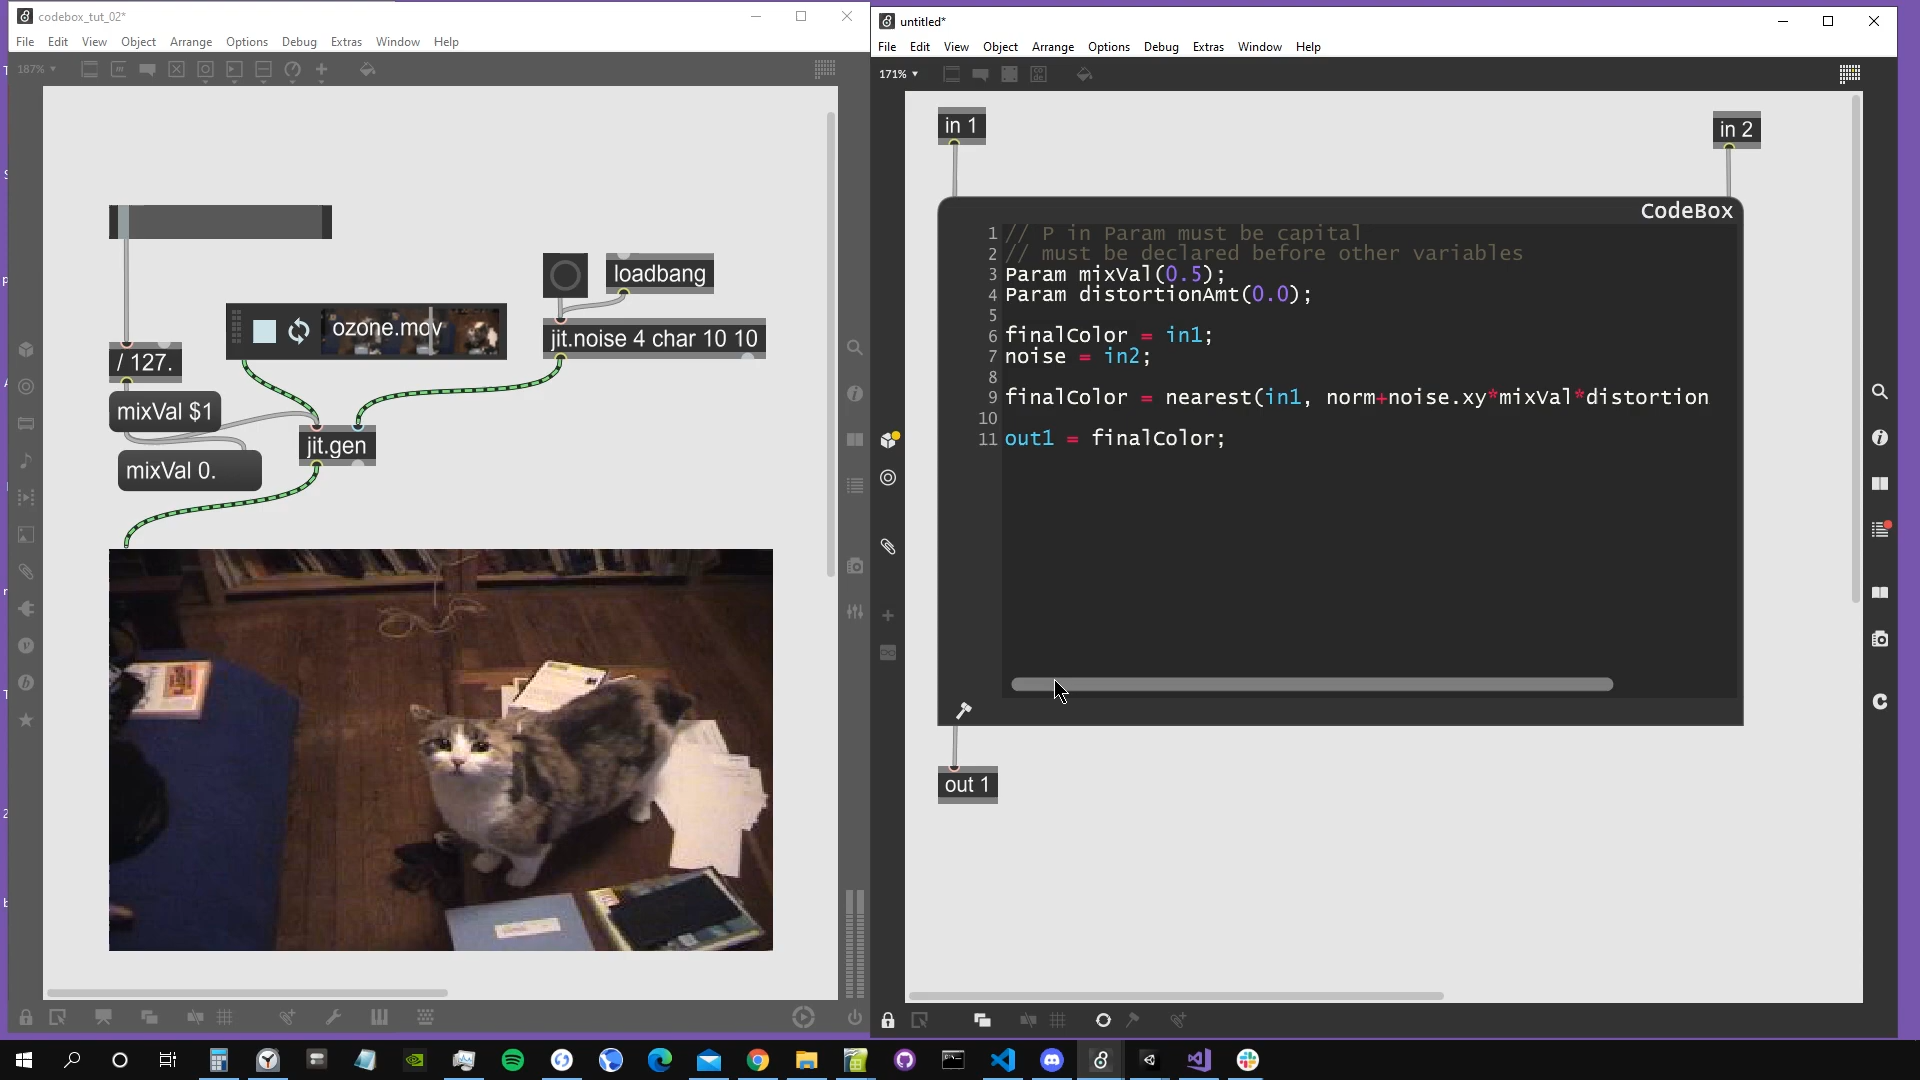 codebox_tut_02*
File Edit View Object Arrange Options Debug Extras Window Help
187%
loadbang
ozone.mov
jit.noise 4 char 10 10
/ 127.
mixVal $1
jit.gen
mixVal 0.
untitled*
File Edit View Object Arrange Options Debug Extras Window Help
171%
in 1
in 2
CodeBox
1 // P in Param must be capital
2 // must be declared before other variables
3 Param mixVal(0.5);
4 Param distortionAmt(0.0);
5
6 finalColor = in1;
7 noise = in2;
8
9 finalColor = nearest(in1, norm+noise.xy*mixVal*distortion
10
11 out1 = finalColor;
out 1